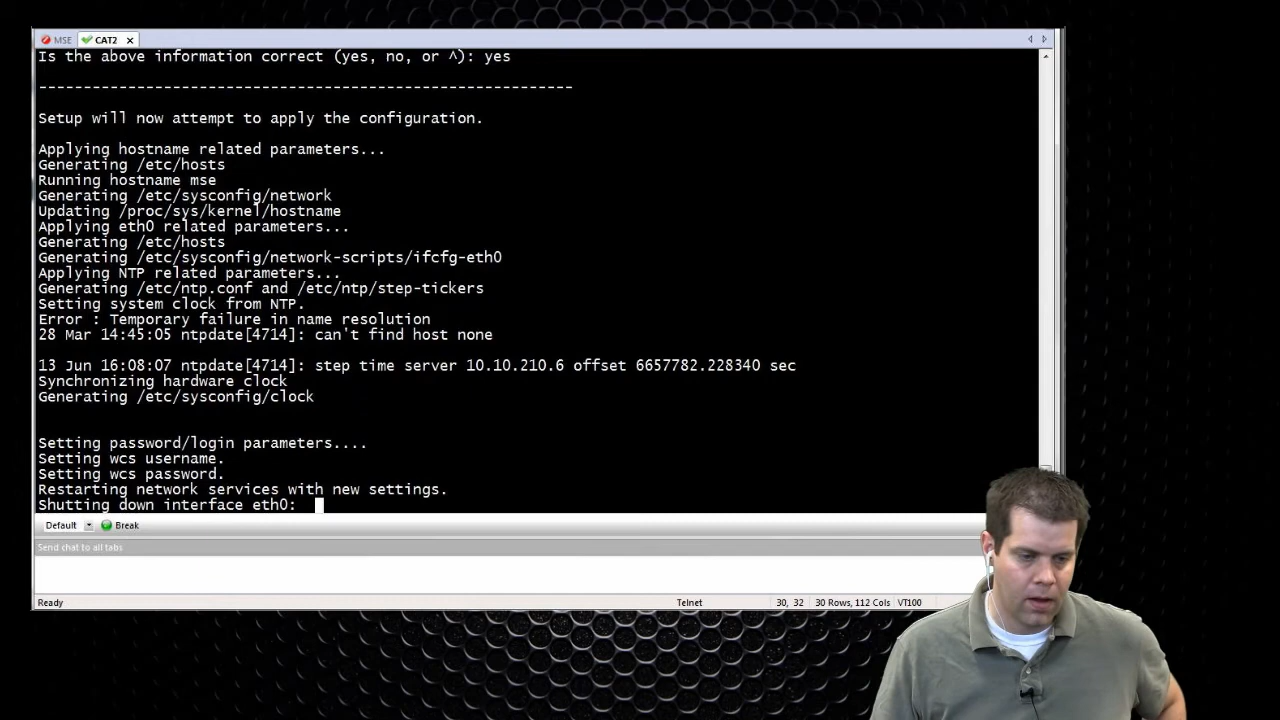 MSE CAT2
Is the above information correct (yes, no, or ^): yes
------------------------------------------------------------
Setup will now attempt to apply the configuration.
Applying hostname related parameters...
Generating /etc/hosts
Running hostname mse
Generating /etc/sysconfig/network
Updating /proc/sys/kernel/hostname
Applying eth0 related parameters...
Generating /etc/hosts
Generating /etc/sysconfig/network-scripts/ifcfg-eth0
Applying NTP related parameters...
Generating /etc/ntp.conf and /etc/ntp/step-tickers
Setting system clock from NTP.
Error : Temporary failure in name resolution
28 Mar 14:45:05 ntpdate[4714]: can't find host none
13 Jun 16:08:07 ntpdate[4714]: step time server 10.10.210.6 offset 6657782.228340 sec
Synchronizing hardware clock
Generating /etc/sysconfig/clock
Setting password/login parameters....
Setting wcs username.
Setting wcs password.
Restarting network services with new settings.
Shutting down interface eth0:
Default Break
Send chat to all tabs
Ready Telnet 30, 32 30 Rows, 112 Cols VT100